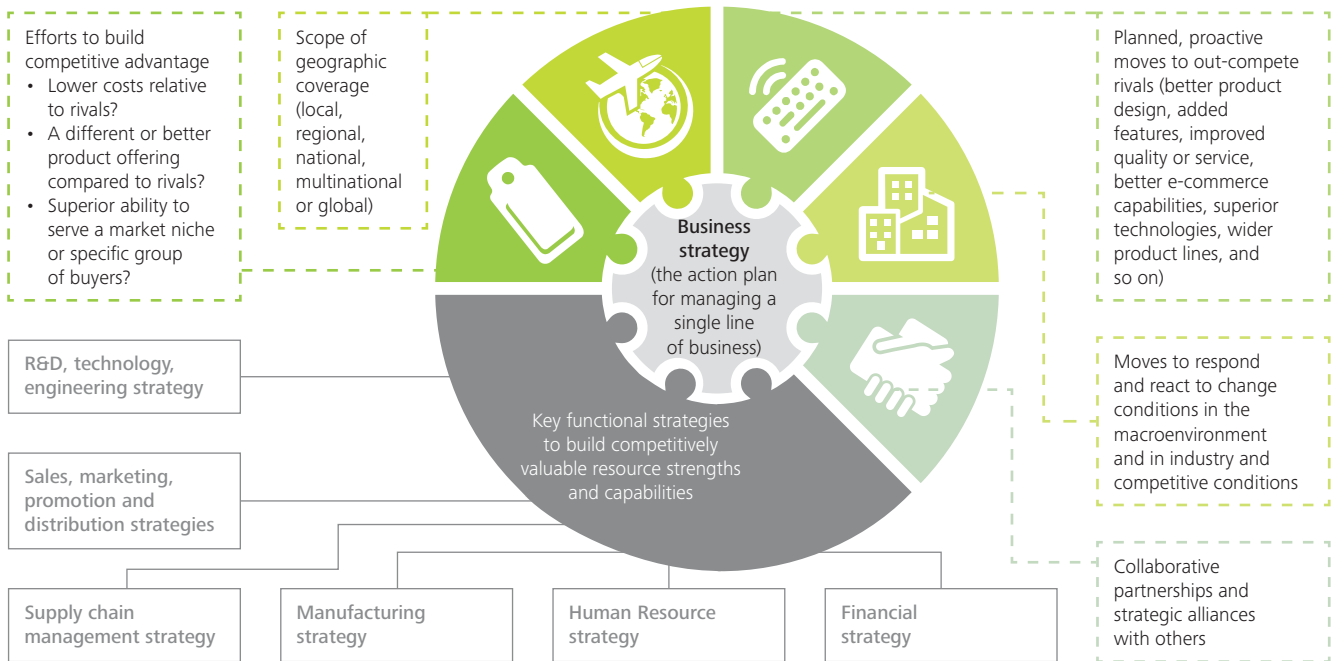 Efforts to build
competitive advantage
• Lower costs relative
to rivals?
• A different or better
product offering
compared to rivals?
• Superior ability to
serve a market niche
or specific group
of buyers?
Scope of
geographic
coverage
(local,
regional,
national,
multinational
or global)
Planned, proactive
moves to out-compete
rivals (better product
design, added
features, improved
quality or service,
better e-commerce
capabilities, superior
technologies, wider
product lines, and
so on)
Business
strategy
(the action plan
for managing a
single line
of business)
Moves to respond
and react to change
conditions in the
macroenvironment
and in industry and
competitive conditions
Collaborative
partnerships and
strategic alliances
with others
Key functional strategies
to build competitively
valuable resource strengths
and capabilities
R&D, technology,
engineering strategy
Sales, marketing,
promotion and
distribution strategies
Supply chain
management strategy
Manufacturing
strategy
Human Resource
strategy
Financial
strategy